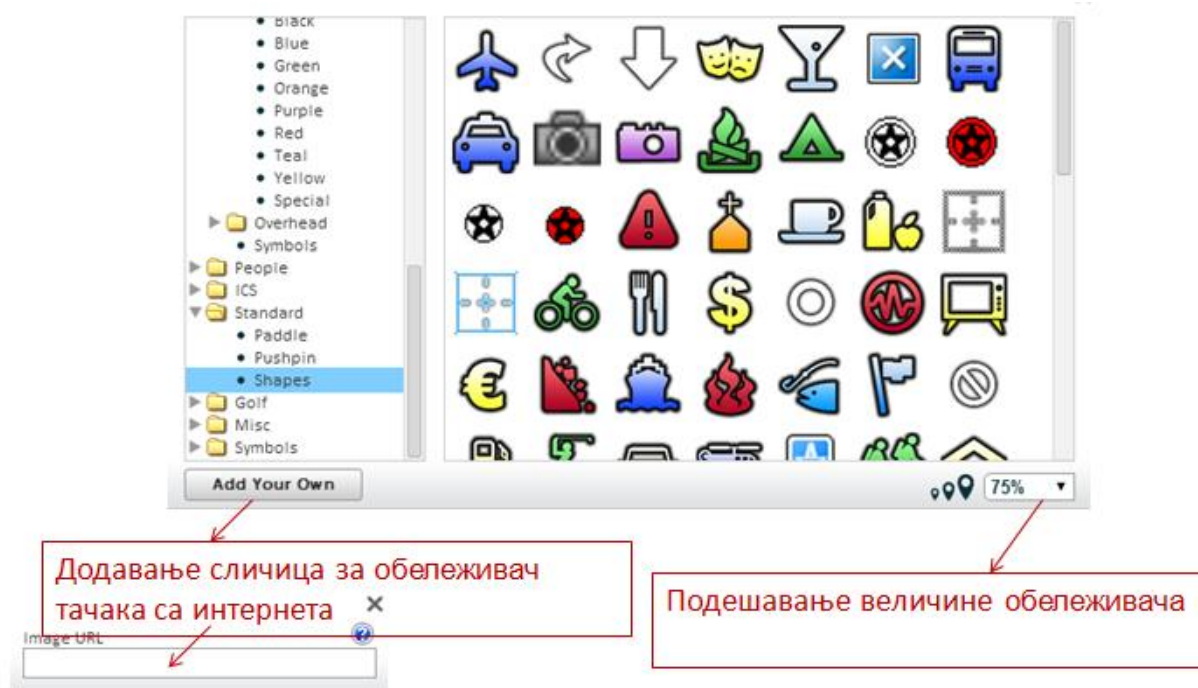 Black
Blue
Green
Orange
Purple
Red
Teal
Yellow
Special
Overhead
Symbols
People
ICS
Standard
Paddle
Pushpin
Shapes
Golf
Misc
Symbols
Add Your Own
75%
Додавање сличица за обележивач
тачака са интернета
Подешавање величине обележивача
Image URL